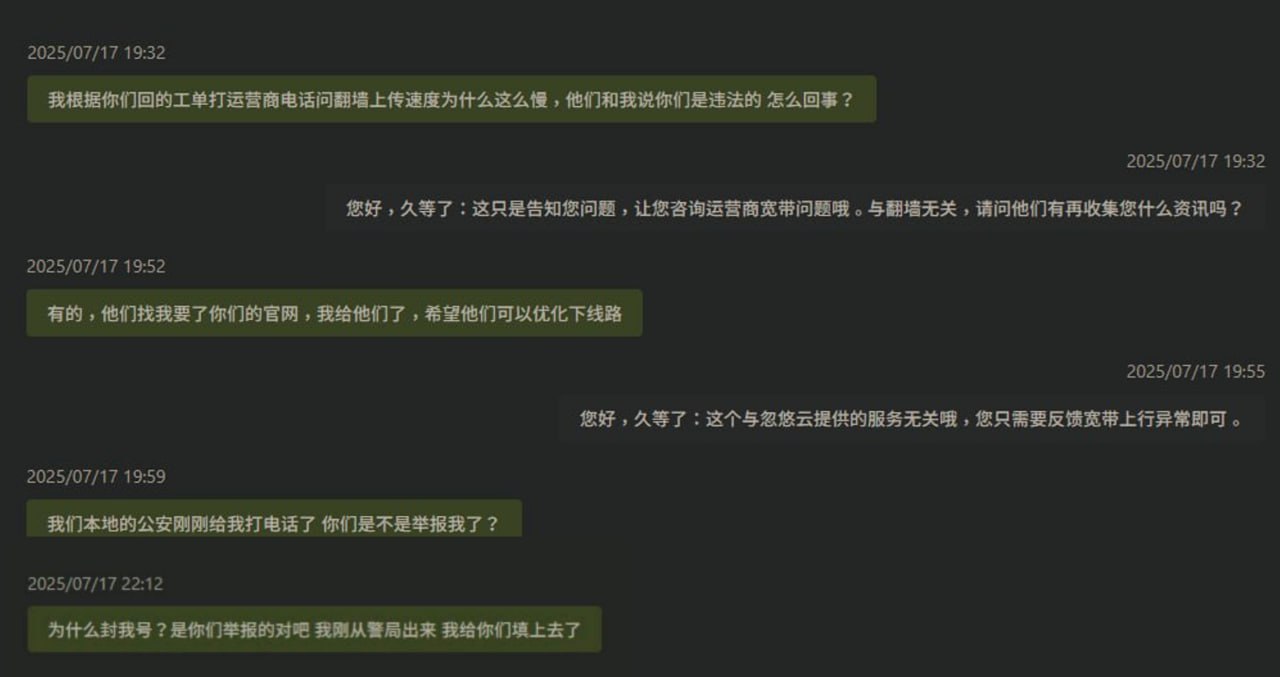 2025/07/17 19:32
我根据你们回的工单打运营商电话问翻墙上传速度为什么这么慢，他们和我说你们是违法的 怎么回事？
2025/07/17 19:32
您好，久等了：这只是告知您问题，让您咨询运营商宽带问题哦。与翻墙无关，请问他们有再收集您什么资讯吗？
2025/07/17 19:52
有的，他们找我要了你们的官网，我给他们了，希望他们可以优化下线路
2025/07/17 19:55
您好，久等了：这个与忽悠云提供的服务无关哦，您只需要反馈宽带上行异常即可。
2025/07/17 19:59
我们本地的公安刚刚给我打电话了 你们是不是举报我了？
2025/07/17 22:12
为什么封我号？是你们举报的对吧 我刚从警局出来 我给你们填上去了